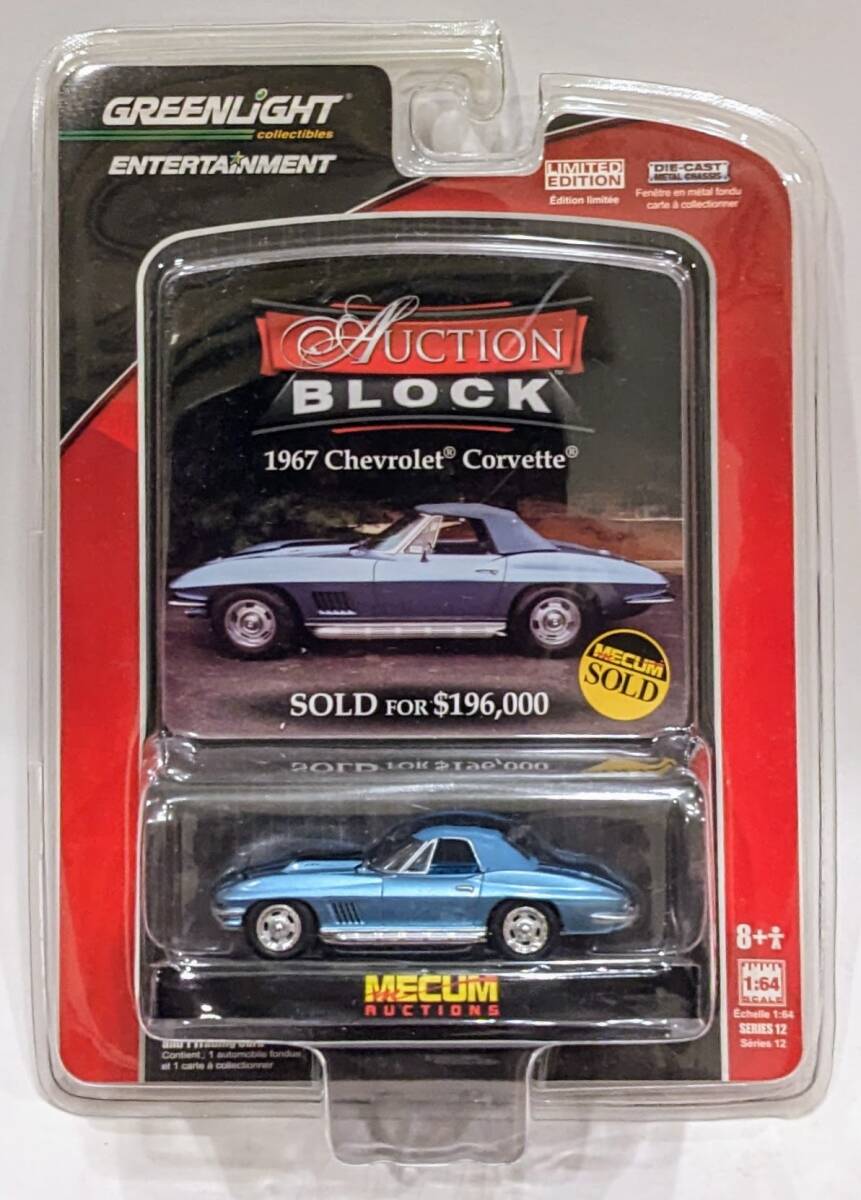 GREENLiGHT®
collectibles
ENTERTAiNMENT
LIMITED
EDITION
Édition limitée
DIE-CAST
METAL CHASSIS
Fenêtre en métal fondu
carte à collectionner
AUCTION
BLOCK™
1967 Chevrolet® Corvette®
MECUM
SOLD
SOLD FOR $196,000
MECUM
AUCTIONS
8+
1:64
SCALE
Échelle 1:64
SERIES 12
Séries 12
Contient, 1 automobile fondue
et 1 carte à collectionner